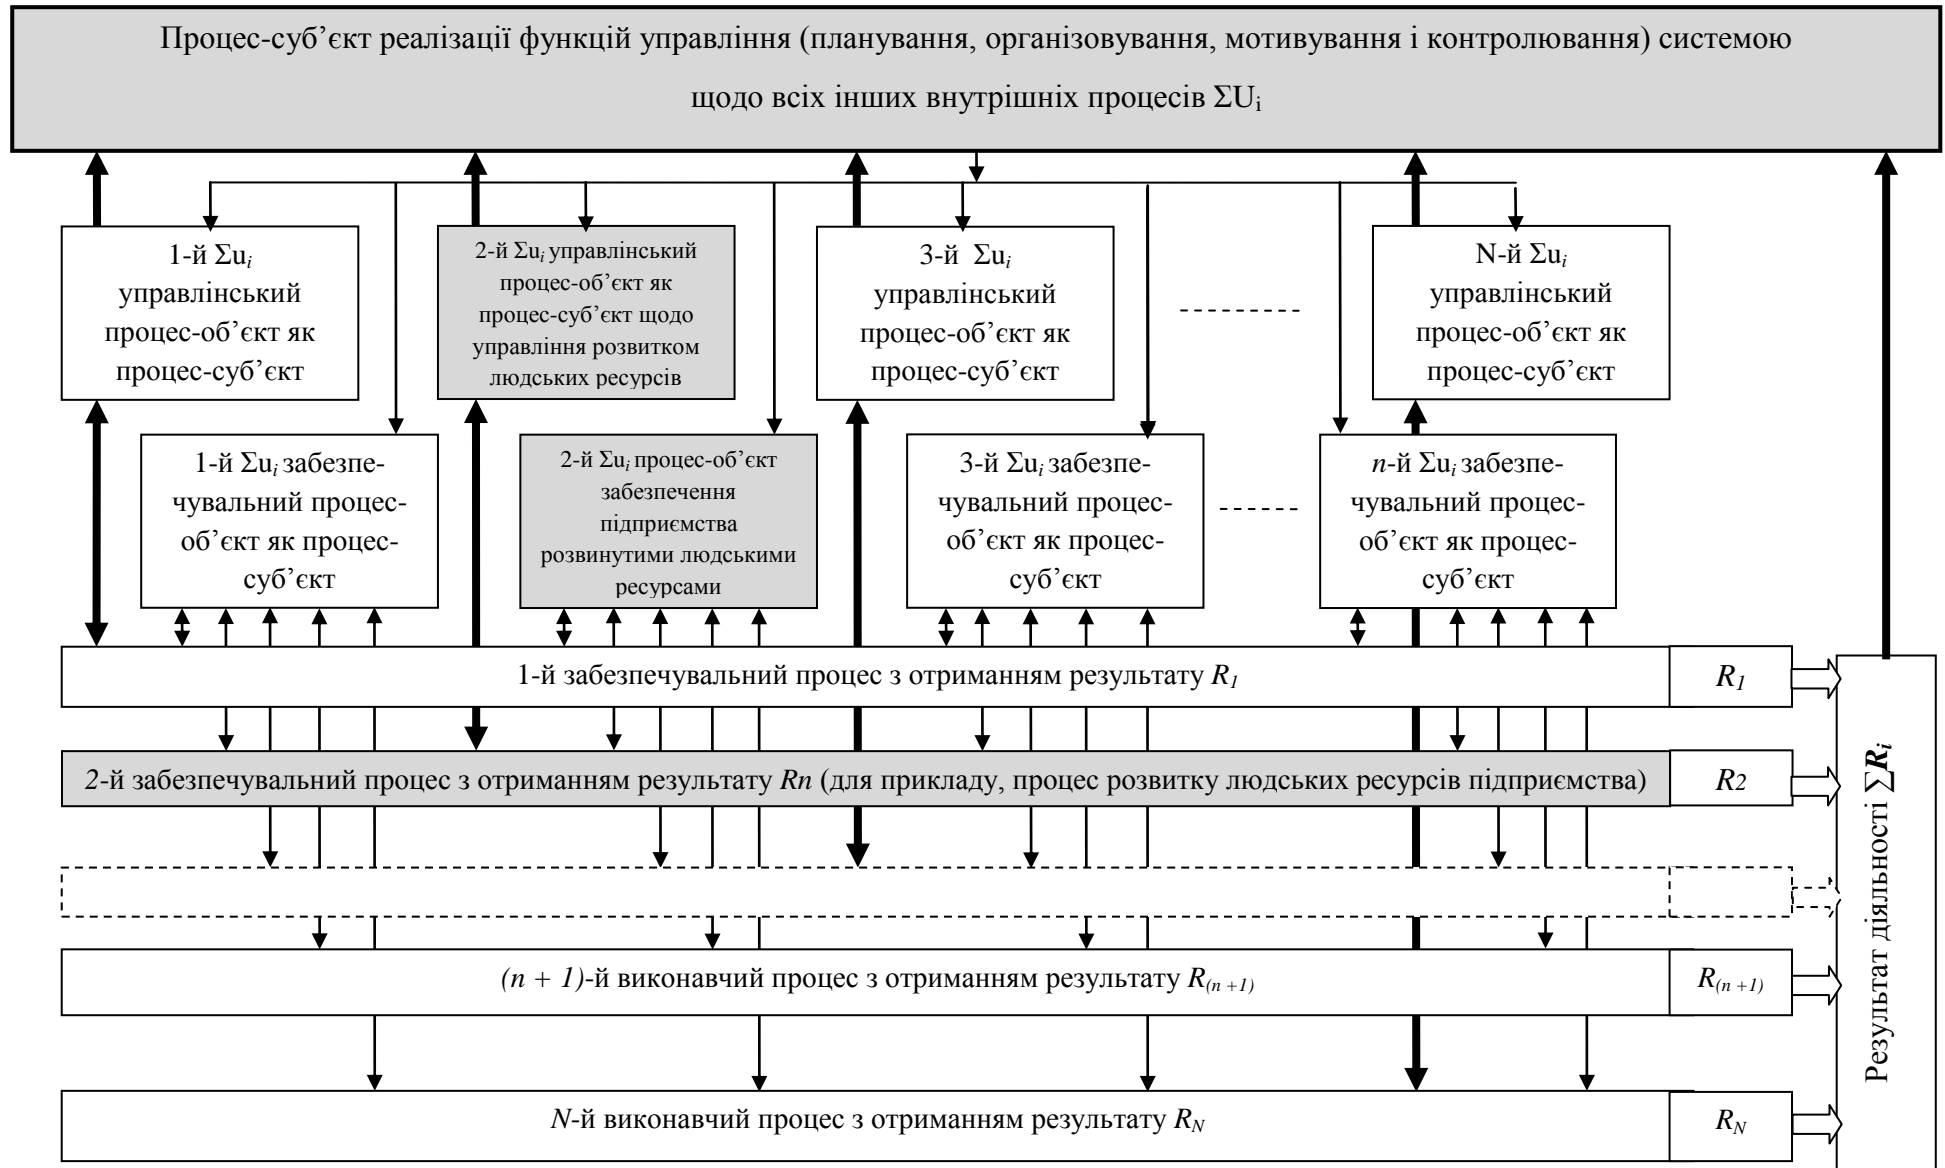 Процес-суб’єкт реалізації функцій управління (планування, організовування, мотивування і контролювання) системою
щодо всіх інших внутрішніх процесів ΣUi
1-й Σui
управлінський
процес-об’єкт як
процес-суб’єкт
2-й Σui управлінський
процес-об’єкт як
процес-суб’єкт щодо
управління розвитком
людських ресурсів
3-й Σui
управлінський
процес-об’єкт як
процес-суб’єкт
N-й Σui
управлінський
процес-об’єкт як
процес-суб’єкт
1-й Σui забезпе-
чувальний процес-
об’єкт як процес-
суб’єкт
2-й Σui процес-об’єкт
забезпечення
підприємства
розвинутими людськими
ресурсами
3-й Σui забезпе-
чувальний процес-
об’єкт як процес-
суб’єкт
n-й Σui забезпе-
чувальний процес-
об’єкт як процес-
суб’єкт
1-й забезпечувальний процес з отриманням результату R1
R1
2-й забезпечувальний процес з отриманням результату Rn (для прикладу, процес розвитку людських ресурсів підприємства)
R2
(n + 1)-й виконавчий процес з отриманням результату R(n +1)
R(n +1)
N-й виконавчий процес з отриманням результату RN
RN
Результат діяльності ∑Ri